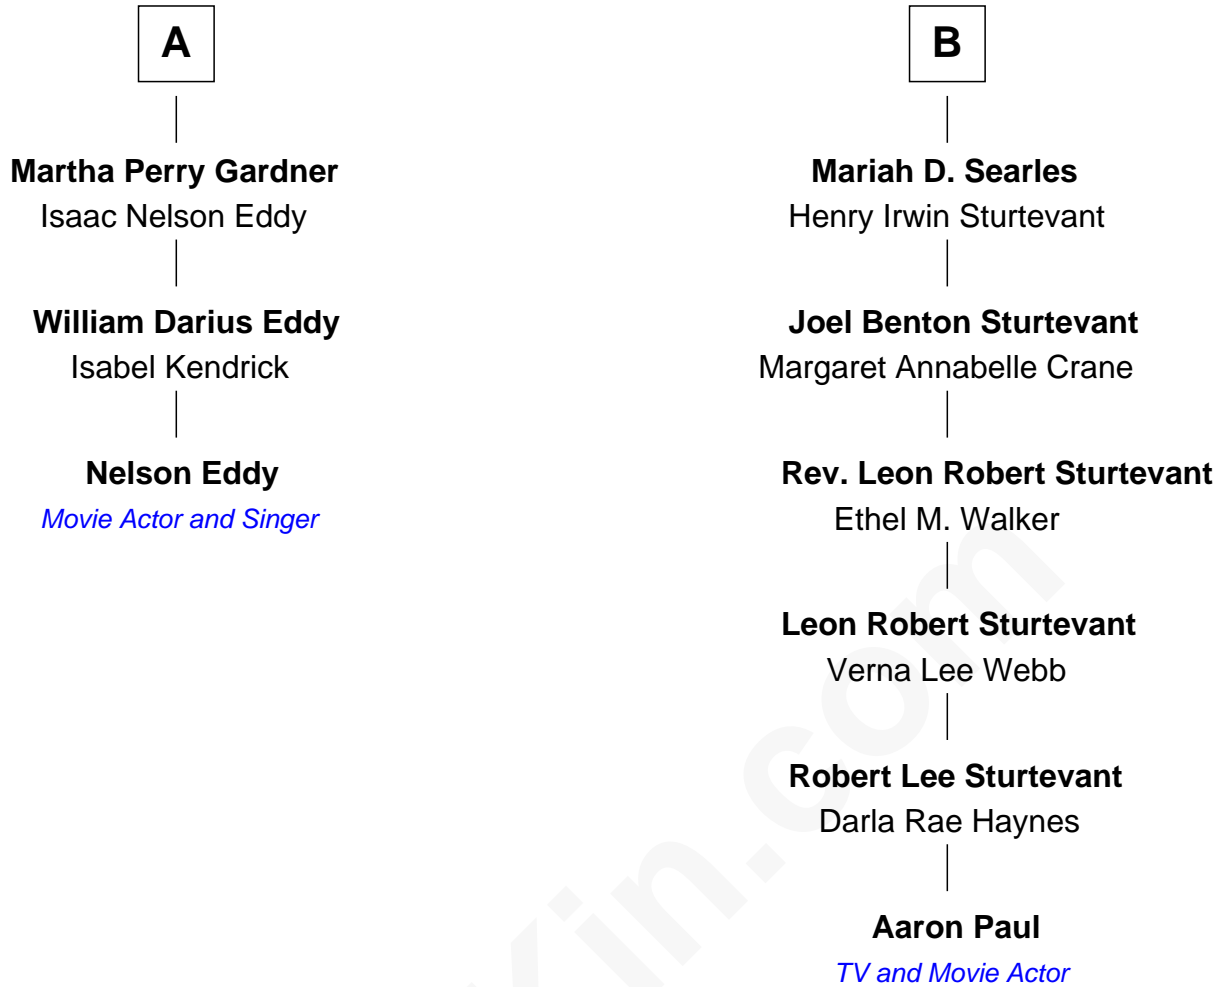 A
Martha Perry Gardner
Isaac Nelson Eddy
William Darius Eddy
Isabel Kendrick
Nelson Eddy
Movie Actor and Singer
B
Mariah D. Searles
Henry Irwin Sturtevant
Joel Benton Sturtevant
Margaret Annabelle Crane
Rev. Leon Robert Sturtevant
Ethel M. Walker
Leon Robert Sturtevant
Verna Lee Webb
Robert Lee Sturtevant
Darla Rae Haynes
Aaron Paul
TV and Movie Actor
Kin.com